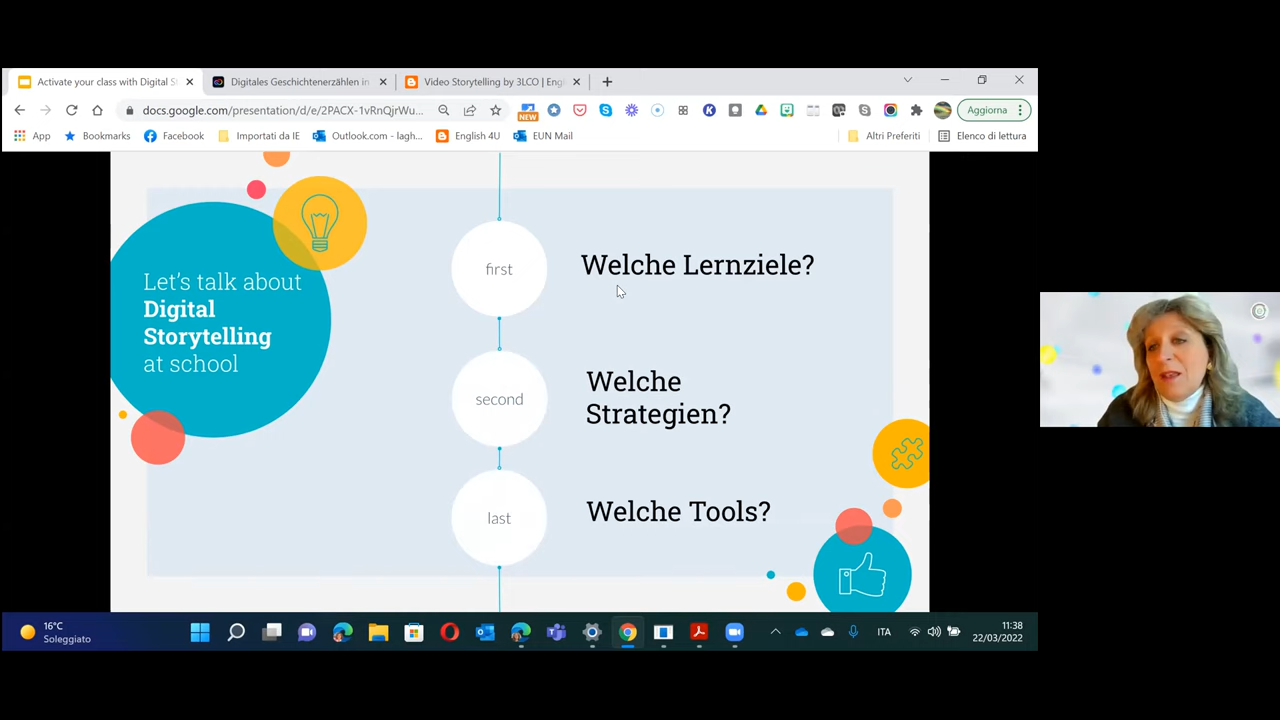 Activate your class with Digital S
Digitales Geschichtenerzählen in
Video Storytelling by 3LCO | Eng
docs.google.com/presentation/d/e/2PACX-1vRnQjrWu...
NEW
Aggiorna
App
Bookmarks
Facebook
Importati da IE
Outlook.com - lagh...
English 4U
EUN Mail
Altri Preferiti
Elenco di lettura
Let's talk about
Digital
Storytelling
at school
first
Welche Lernziele?
second
Welche
Strategien?
last
Welche Tools?
16°C
Soleggiato
ITA
11:38
22/03/2022